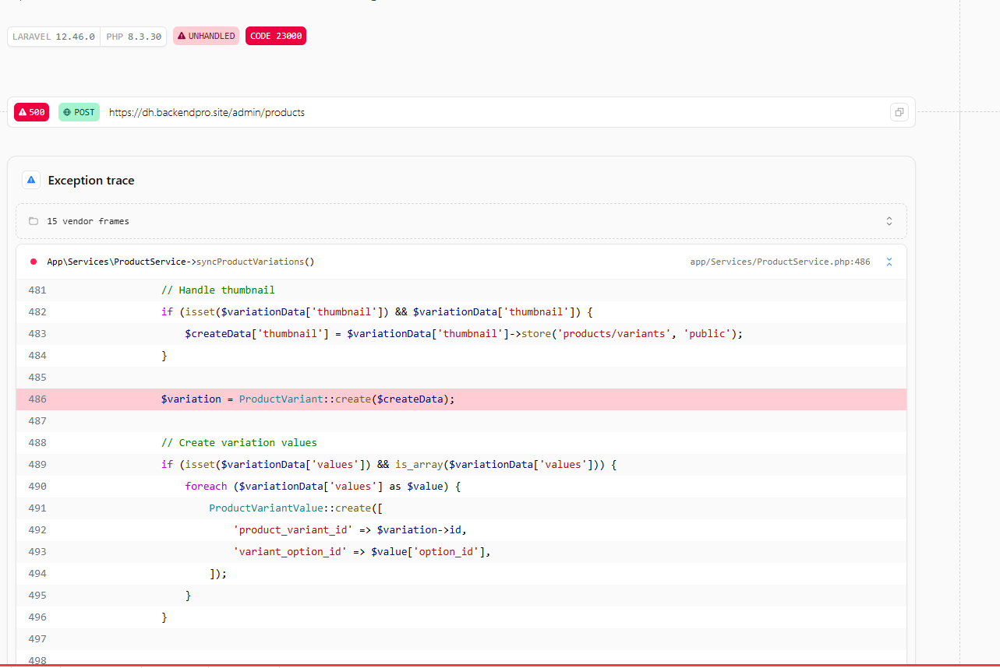 LARAVEL 12.46.0 PHP 8.3.30 UNHANDLED CODE 23000
500 POST https://dh.backendpro.site/admin/products
Exception trace
15 vendor frames
App\Services\ProductService->syncProductVariations() app/Services/ProductService.php:486
481 // Handle thumbnail
482 if (isset($variationData['thumbnail']) && $variationData['thumbnail']) {
483 $createData['thumbnail'] = $variationData['thumbnail']->store('products/variants', 'public');
484 }
485
486 $variation = ProductVariant::create($createData);
487
488 // Create variation values
489 if (isset($variationData['values']) && is_array($variationData['values'])) {
490 foreach ($variationData['values'] as $value) {
491 ProductVariantValue::create([
492 'product_variant_id' => $variation->id,
493 'variant_option_id' => $value['option_id'],
494 ]);
495 }
496 }
497
498